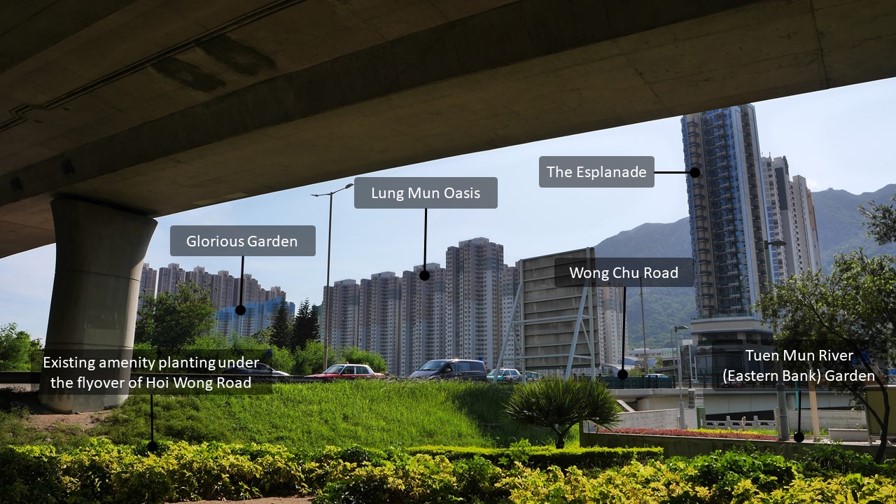 The Esplanade
Lung Mun Oasis
Glorious Garden
Wong Chu Road
Existing amenity planting under
the flyover of Hoi Wong Road
Tuen Mun River
(Eastern Bank) Garden